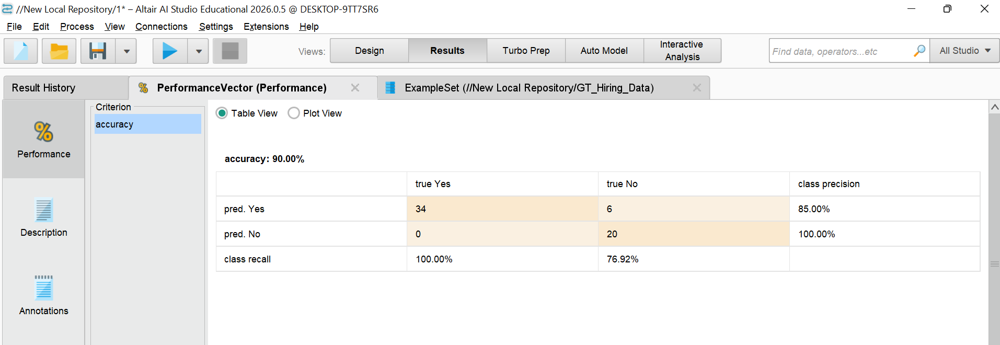 //New Local Repository/1* – Altair AI Studio Educational 2026.0.5 @ DESKTOP-9TT7SR6
File Edit Process View Connections Settings Extensions Help
Views: Design Results Turbo Prep Auto Model Interactive Analysis Find data, operators...etc All Studio
Result History % PerformanceVector (Performance) ExampleSet (//New Local Repository/GT_Hiring_Data)
%
Performance
Description
Annotations
Criterion
accuracy
Table View Plot View
accuracy: 90.00%
true Yes true No class precision
pred. Yes 34 6 85.00%
pred. No 0 20 100.00%
class recall 100.00% 76.92%